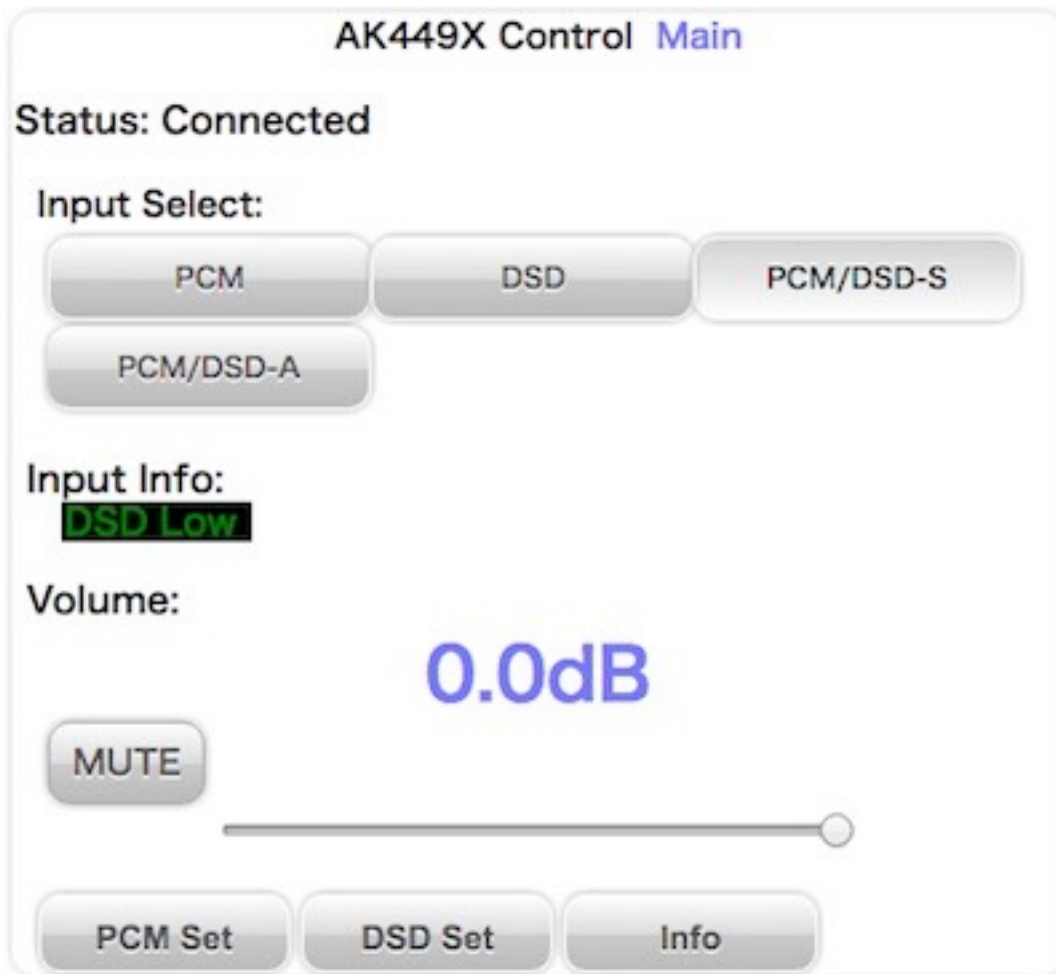 AK449X Control Main
Status: Connected
Input Select:
PCM DSD PCM/DSD-S
PCM/DSD-A
Input Info:
DSD Low
Volume:
0.0dB
MUTE
PCM Set DSD Set Info